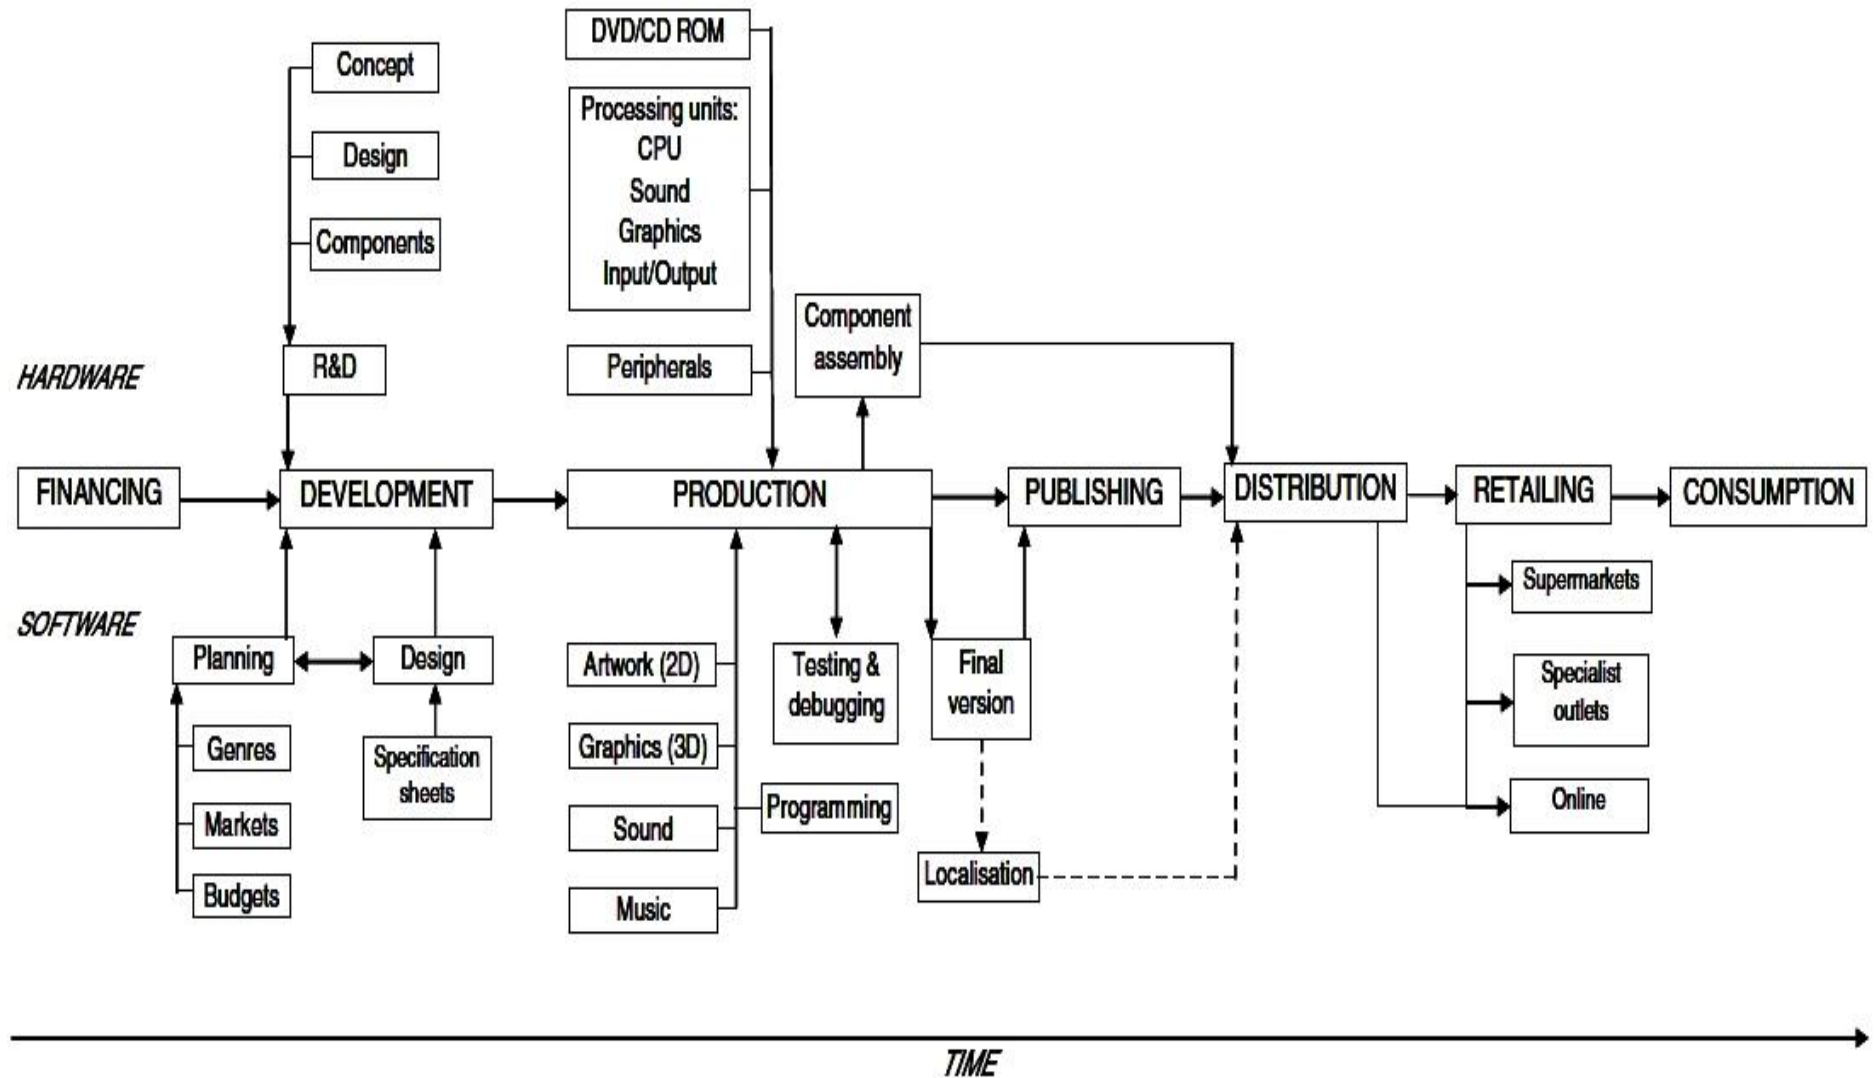 DVD/CD ROM
Concept
Processing units:
CPU
Sound
Graphics
Input/Output
Design
Components
Component
assembly
R&D
Peripherals
HARDWARE
FINANCING
DEVELOPMENT
PRODUCTION
PUBLISHING
DISTRIBUTION
RETAILING
CONSUMPTION
SOFTWARE
Planning
Design
Specification
sheets
Genres
Markets
Budgets
Artwork (2D)
Graphics (3D)
Sound
Music
Testing &
debugging
Programming
Final
version
Localisation
Supermarkets
Specialist
outlets
Online
TIME